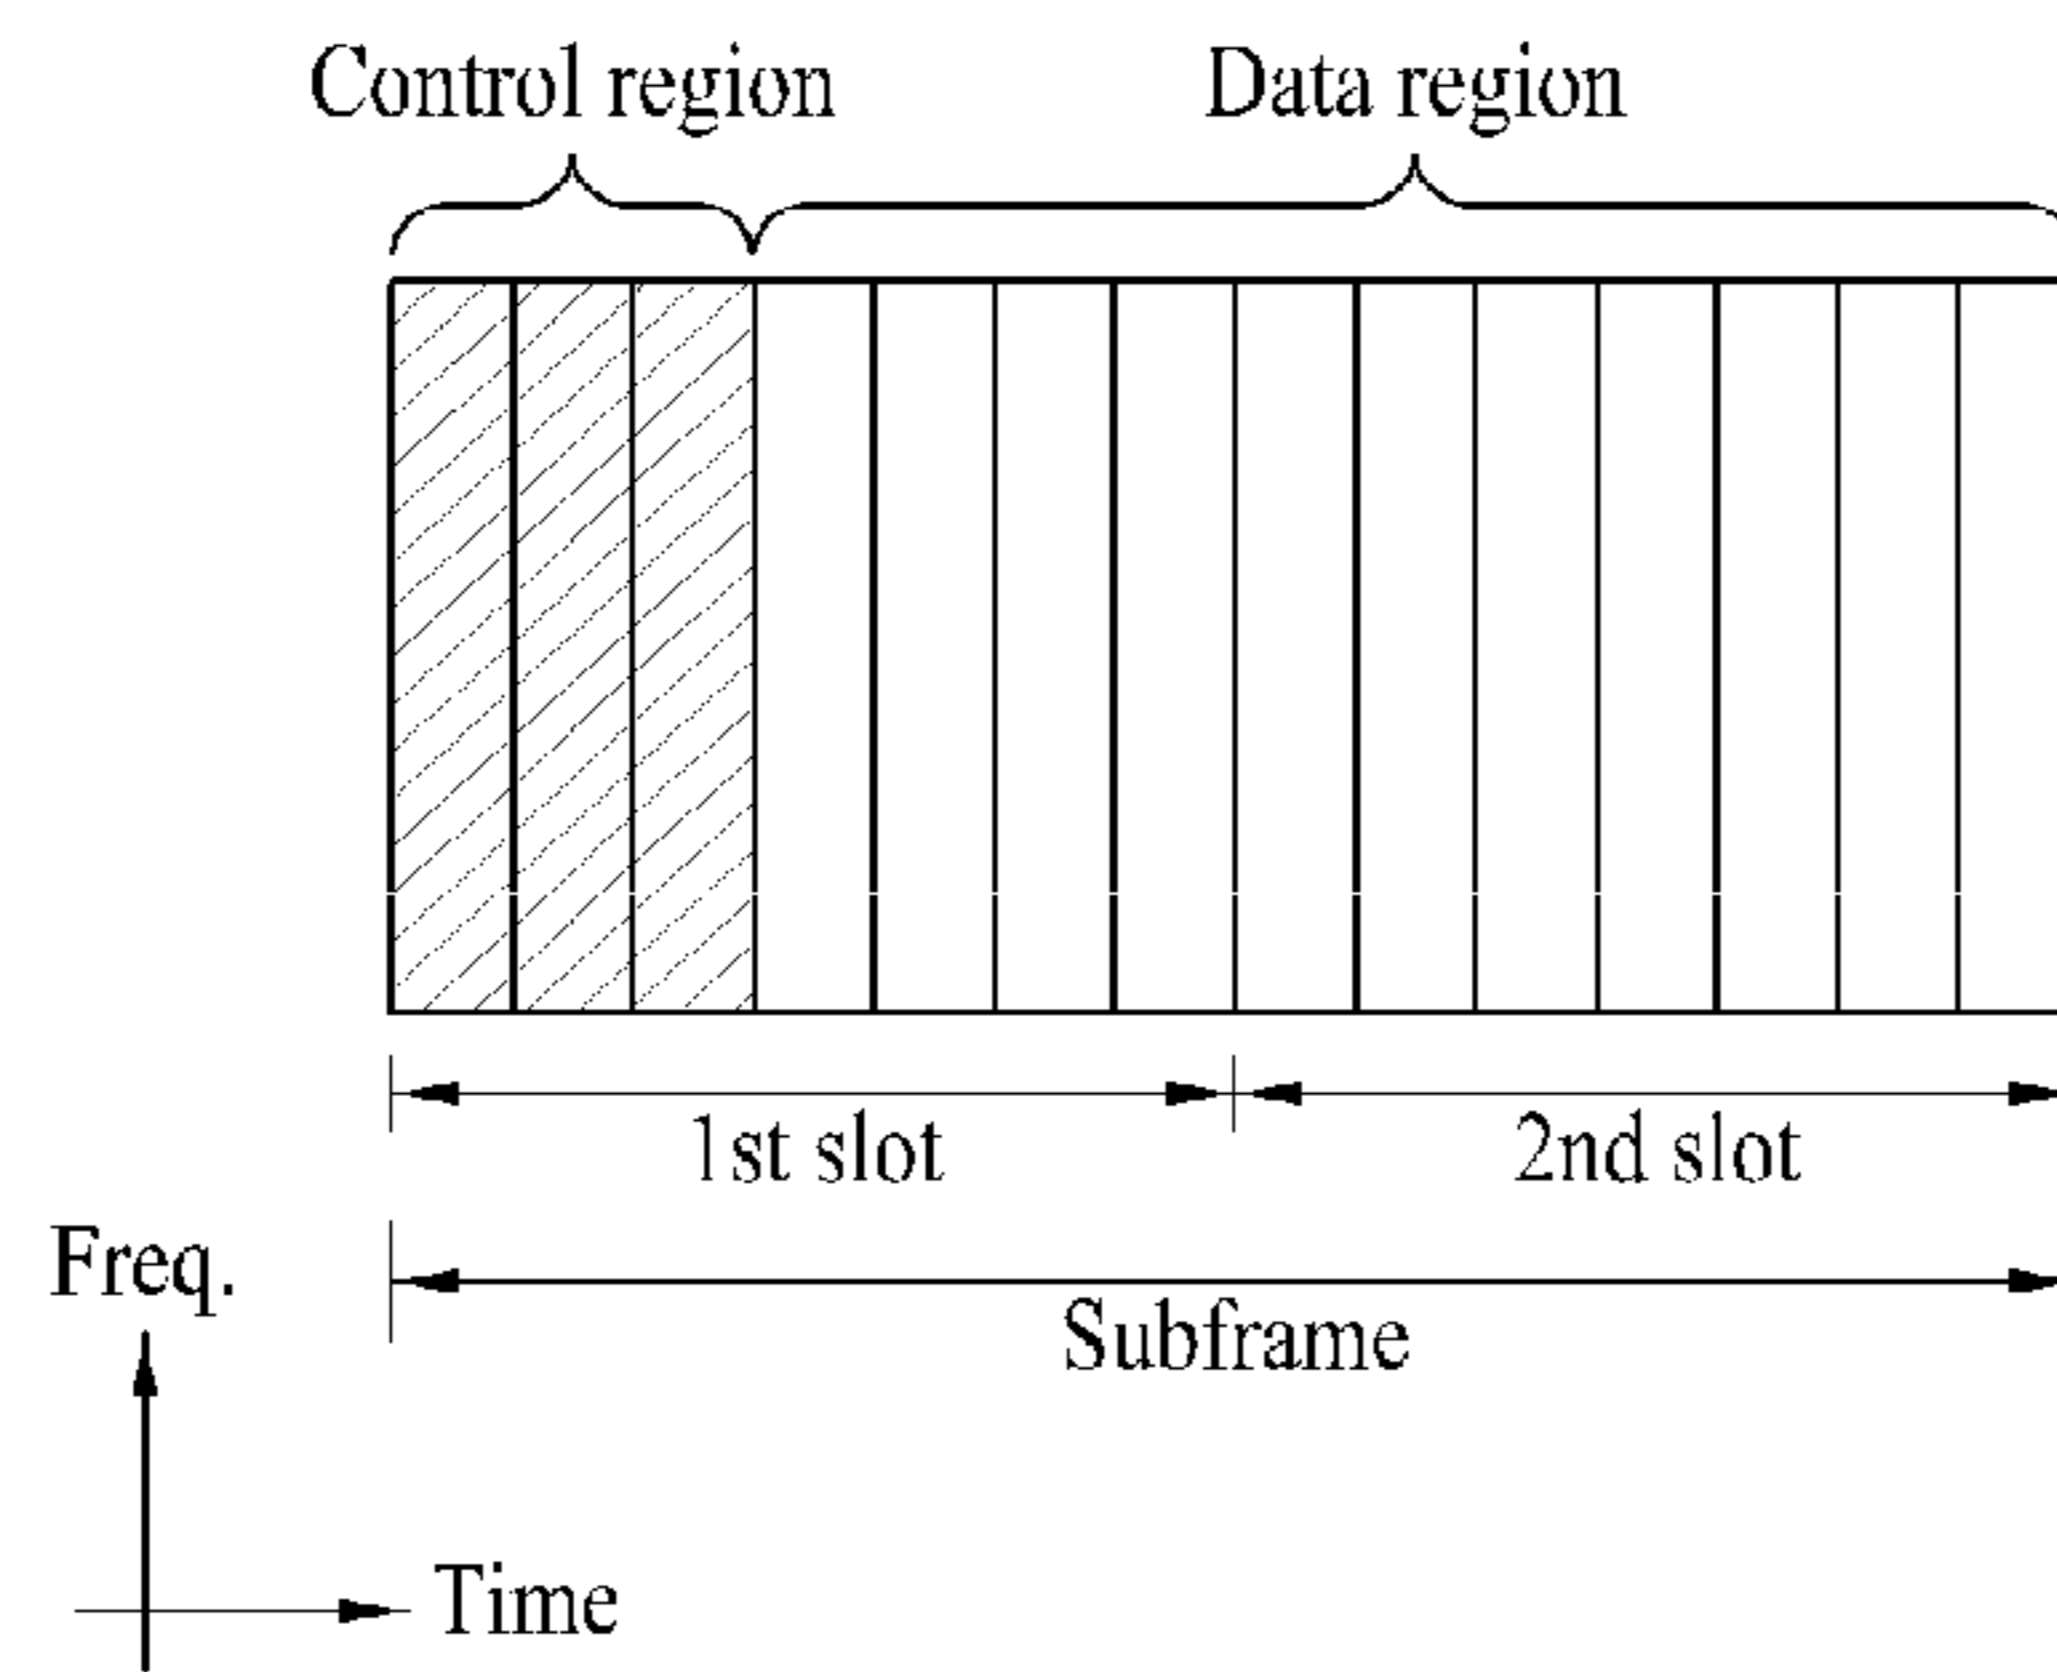 Control region
Data region
1st slot
2nd slot
Freq.
Subframe
Time